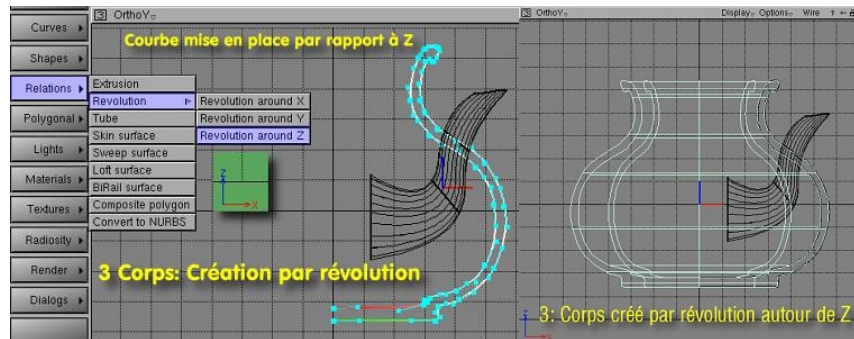 Curves
Shapes
Relations
Polygonal
Lights
Materials
Textures
Radiosity
Render
Dialogs
3 OrthoY
Courbe mise en place par rapport à Z
Extrusion
Revolution
Tube
Skin surface
Sweep surface
Loft surface
BiRail surface
Composite polygon
Convert to NURBS
Revolution around X
Revolution around Y
Revolution around Z
Z
X
3 Corps: Création par révolution
3 OrthoY
Display Options Wire
3: Corps créé par révolution autour de Z
z
x